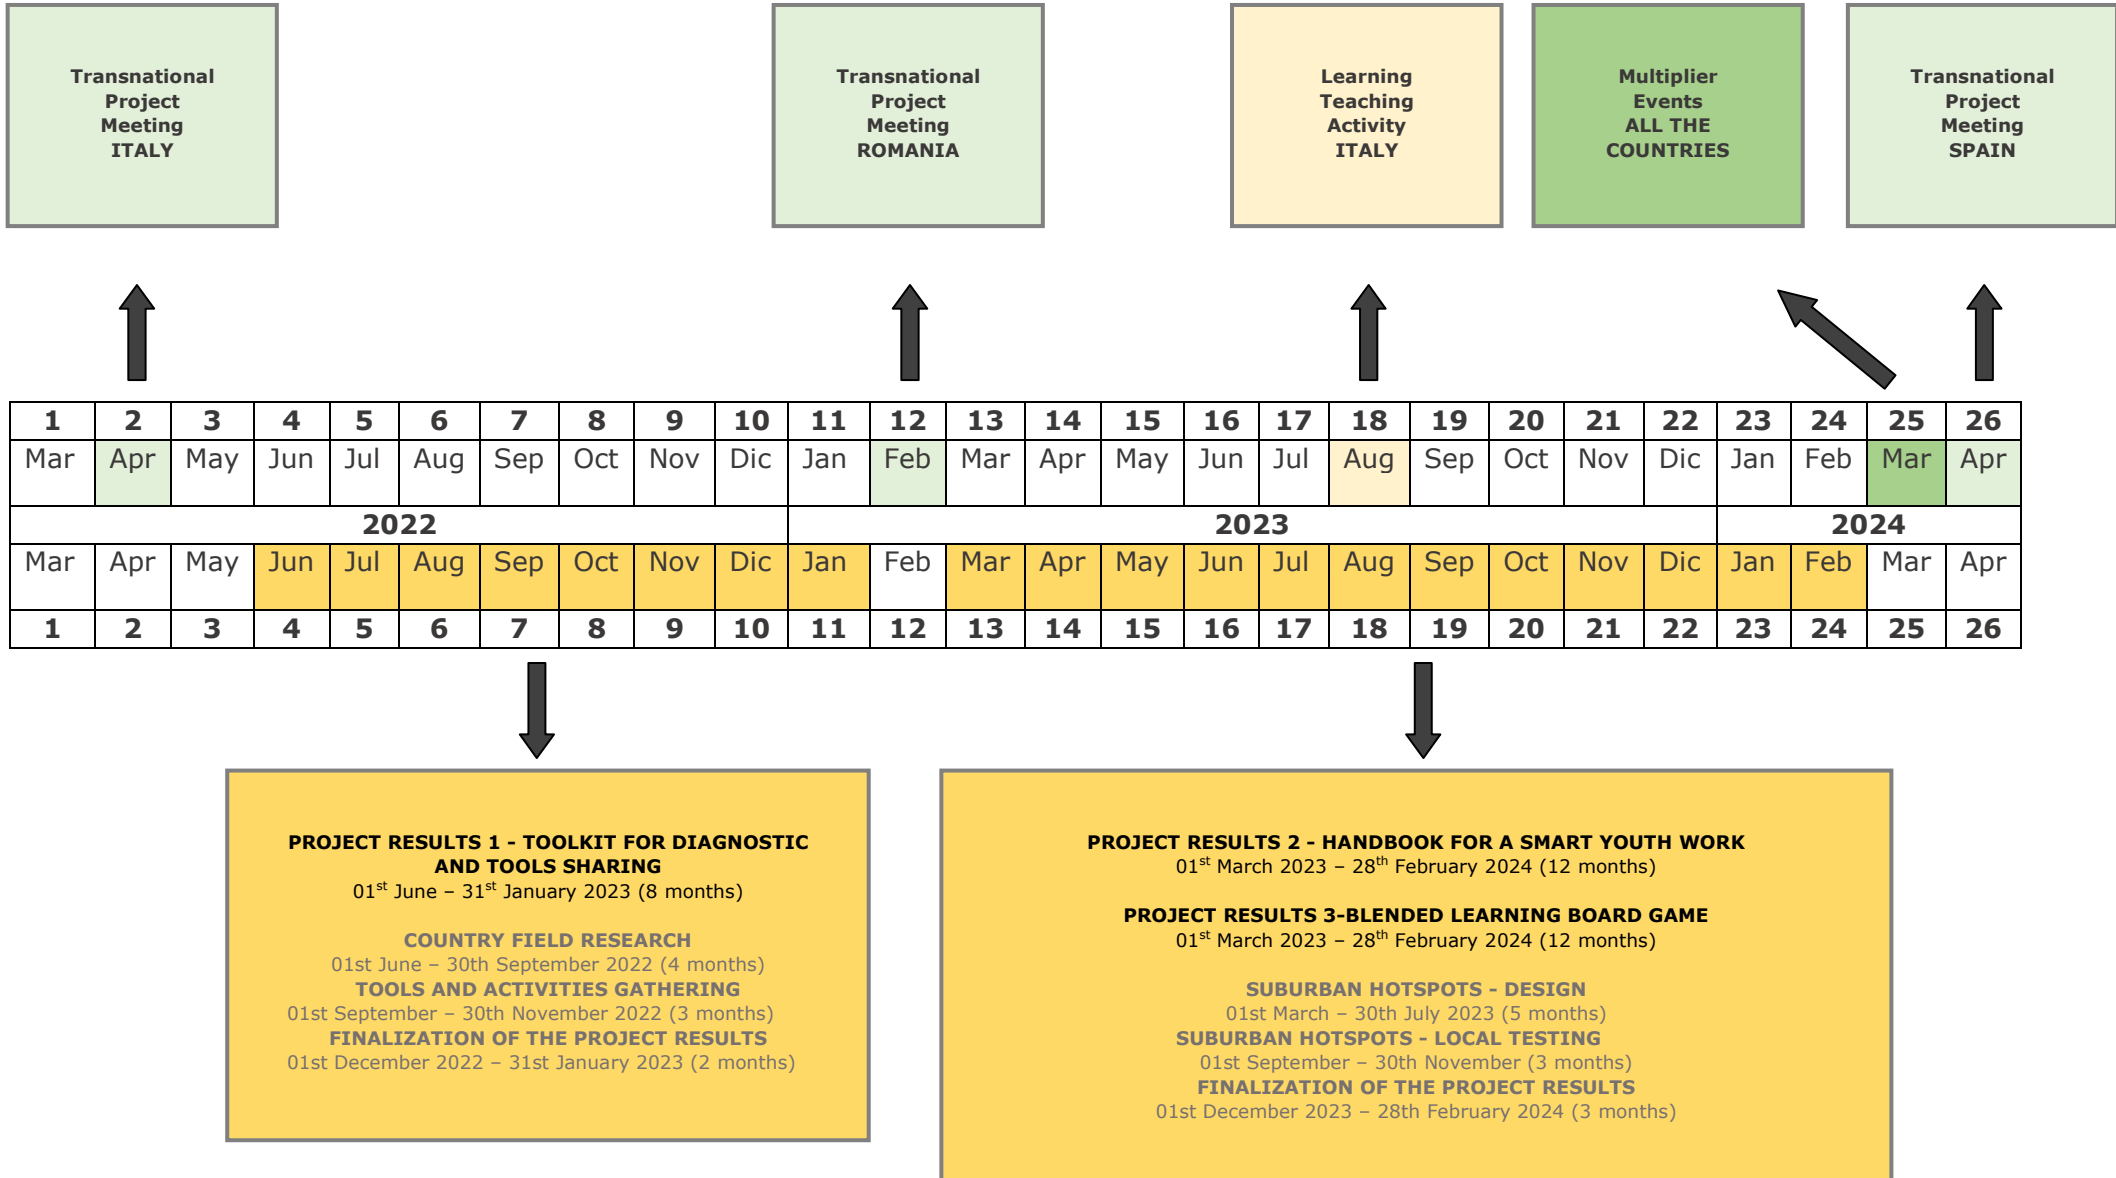 Transnational
Project
Meeting
ITALY
Transnational
Project
Meeting
ROMANIA
Learning
Teaching
Activity
ITALY
Multiplier
Events
ALL THE
COUNTRIES
Transnational
Project
Meeting
SPAIN
1 2 3 4 5 6 7 8 9 10 11 12 13 14 15 16 17 18 19 20 21 22 23 24 25 26
Mar Apr May Jun Jul Aug Sep Oct Nov Dic Jan Feb Mar Apr May Jun Jul Aug Sep Oct Nov Dic Jan Feb Mar Apr
2022 2023 2024
Mar Apr May Jun Jul Aug Sep Oct Nov Dic Jan Feb Mar Apr May Jun Jul Aug Sep Oct Nov Dic Jan Feb Mar Apr
1 2 3 4 5 6 7 8 9 10 11 12 13 14 15 16 17 18 19 20 21 22 23 24 25 26
PROJECT RESULTS 1 - TOOLKIT FOR DIAGNOSTIC
AND TOOLS SHARING
01st June – 31st January 2023 (8 months)
COUNTRY FIELD RESEARCH
01st June – 30th September 2022 (4 months)
TOOLS AND ACTIVITIES GATHERING
01st September – 30th November 2022 (3 months)
FINALIZATION OF THE PROJECT RESULTS
01st December 2022 – 31st January 2023 (2 months)
PROJECT RESULTS 2 - HANDBOOK FOR A SMART YOUTH WORK
01st March 2023 – 28th February 2024 (12 months)
PROJECT RESULTS 3-BLENDED LEARNING BOARD GAME
01st March 2023 – 28th February 2024 (12 months)
SUBURBAN HOTSPOTS - DESIGN
01st March – 30th July 2023 (5 months)
SUBURBAN HOTSPOTS - LOCAL TESTING
01st September – 30th November (3 months)
FINALIZATION OF THE PROJECT RESULTS
01st December 2023 – 28th February 2024 (3 months)